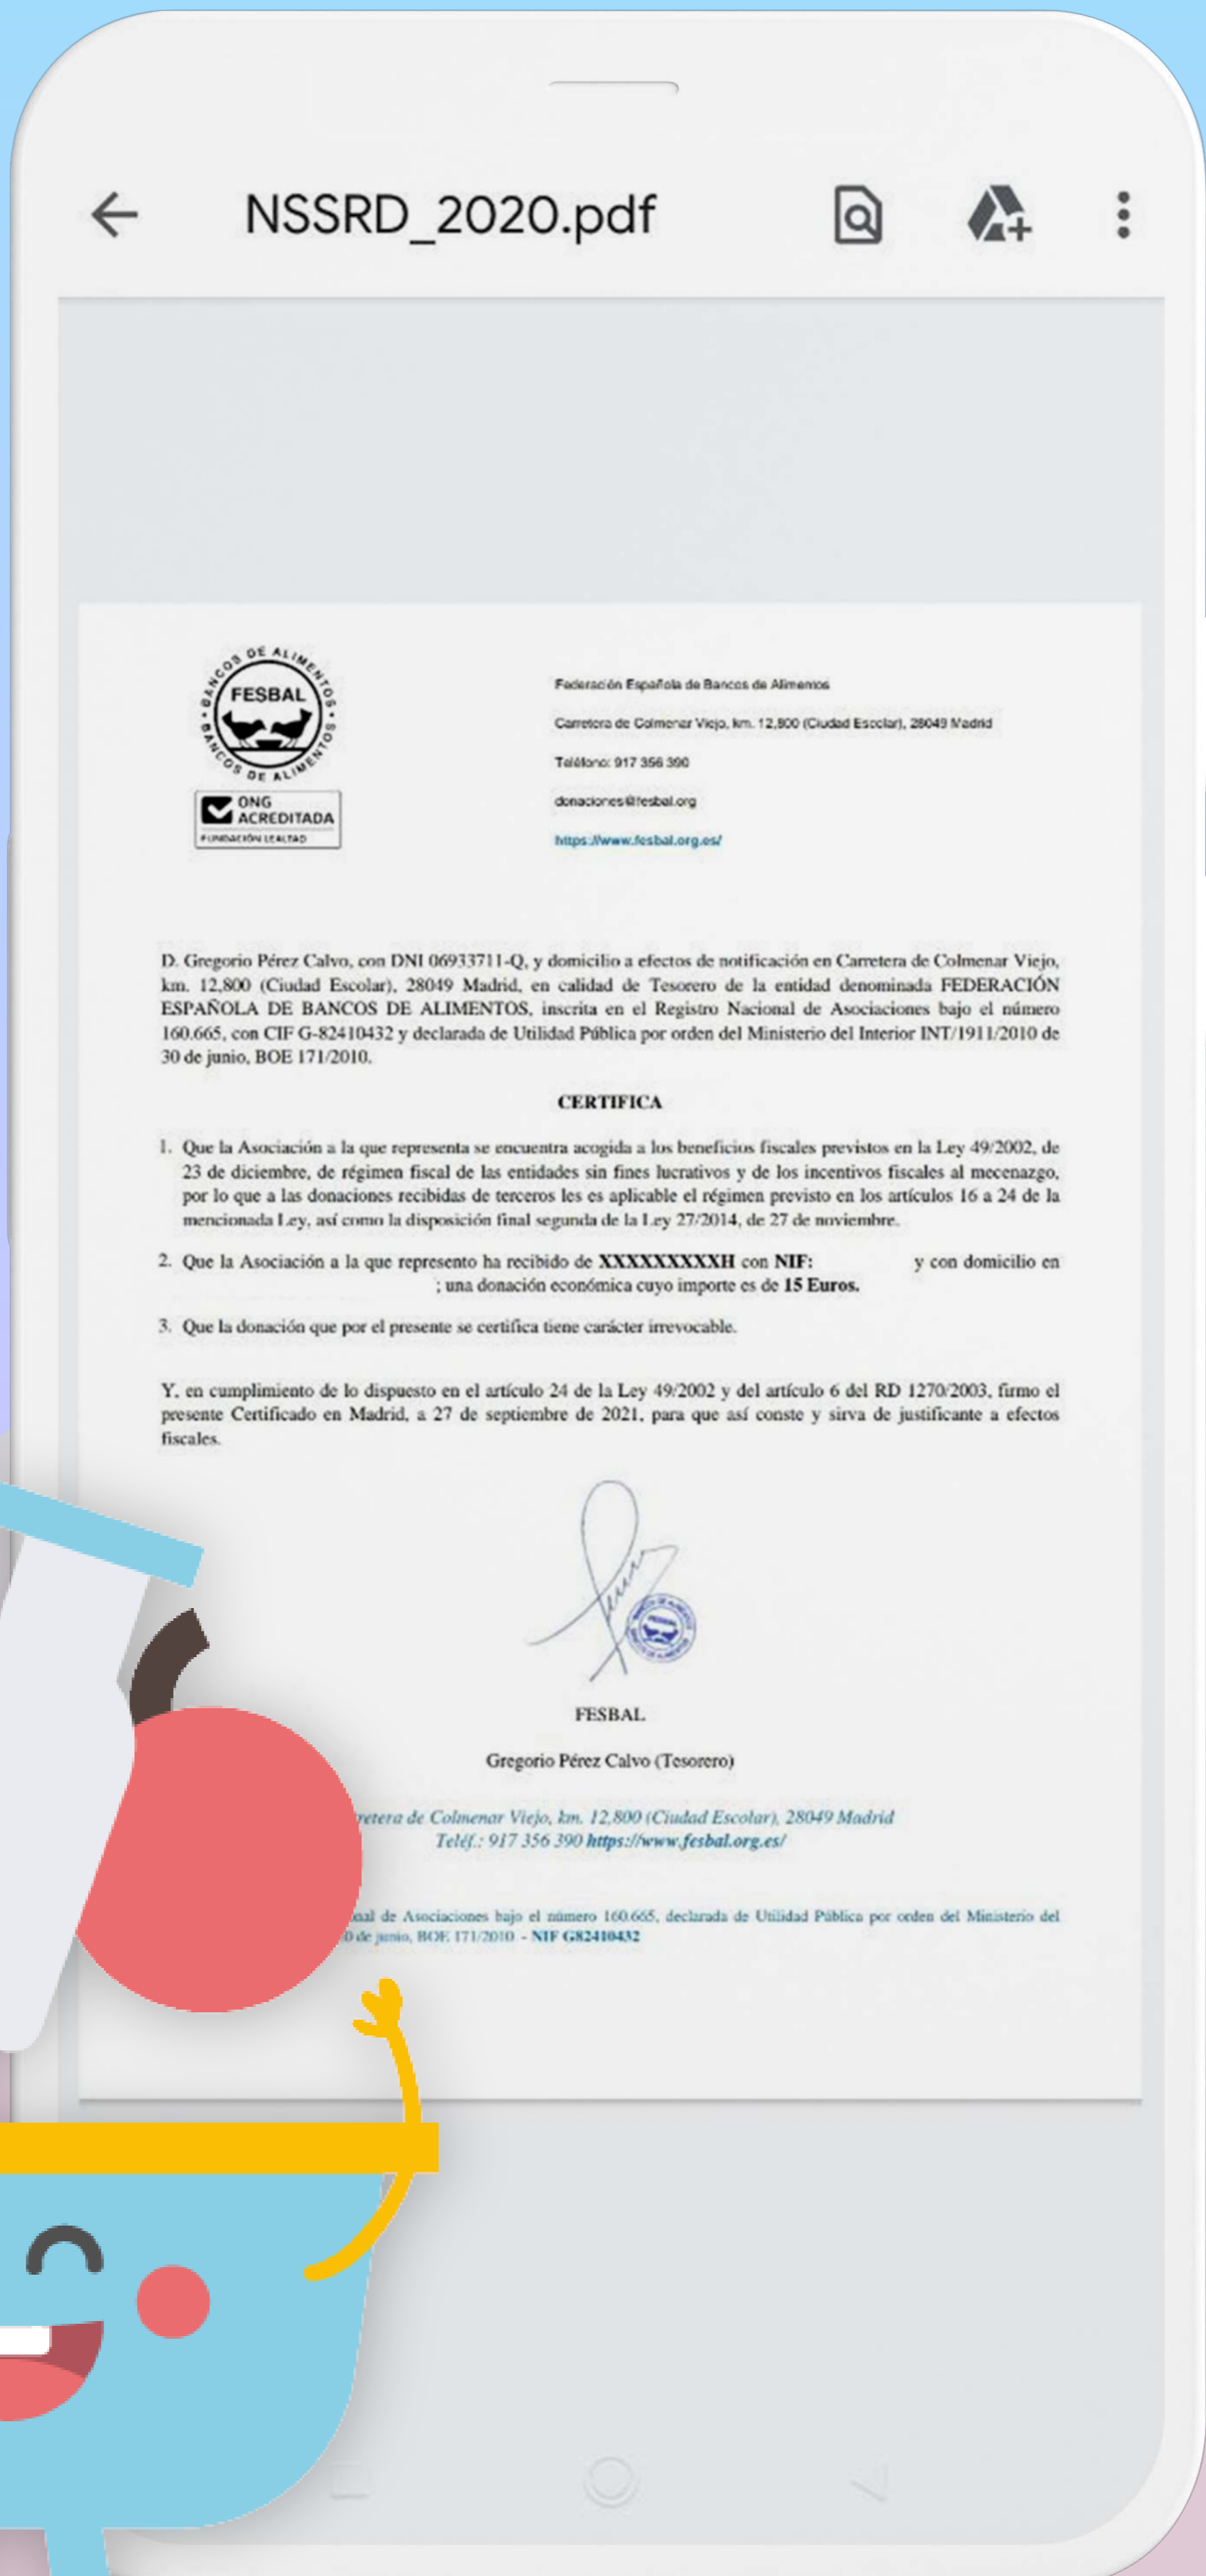 NSSRD_2020.pdf
BANCOS DE ALIMENTOS
FESBAL
BANCOS DE ALIMENTOS
ONG
ACREDITADA
FUNDACIÓN LEALTAD
Federación Española de Bancos de Alimentos
Carretera de Colmenar Viejo, km. 12,800 (Ciudad Escolar), 28049 Madrid
Teléfono: 917 356 390
donaciones@fesbal.org
https://www.fesbal.org.es/
D. Gregorio Pérez Calvo, con DNI 06933711-Q, y domicilio a efectos de notificación en Carretera de Colmenar Viejo,
km. 12,800 (Ciudad Escolar), 28049 Madrid, en calidad de Tesorero de la entidad denominada FEDERACIÓN
ESPAÑOLA DE BANCOS DE ALIMENTOS, inscrita en el Registro Nacional de Asociaciones bajo el número
160.665, con CIF G-82410432 y declarada de Utilidad Pública por orden del Ministerio del Interior INT/1911/2010 de
30 de junio, BOE 171/2010.
CERTIFICA
1. Que la Asociación a la que representa se encuentra acogida a los beneficios fiscales previstos en la Ley 49/2002, de
23 de diciembre, de régimen fiscal de las entidades sin fines lucrativos y de los incentivos fiscales al mecenazgo,
por lo que a las donaciones recibidas de terceros les es aplicable el régimen previsto en los artículos 16 a 24 de la
mencionada Ley, así como la disposición final segunda de la Ley 27/2014, de 27 de noviembre.
2. Que la Asociación a la que represento ha recibido de XXXXXXXXXH con NIF: y con domicilio en
; una donación económica cuyo importe es de 15 Euros.
3. Que la donación que por el presente se certifica tiene carácter irrevocable.
Y, en cumplimiento de lo dispuesto en el artículo 24 de la Ley 49/2002 y del artículo 6 del RD 1270/2003, firmo el
presente Certificado en Madrid, a 27 de septiembre de 2021, para que así conste y sirva de justificante a efectos
fiscales.
FESBAL
Gregorio Pérez Calvo (Tesorero)
retera de Colmenar Viejo, km. 12,800 (Ciudad Escolar), 28049 Madrid
Teléf.: 917 356 390 https://www.fesbal.org.es/
nal de Asociaciones bajo el número 160.665, declarada de Utilidad Pública por orden del Ministerio del
0 de junio, BOE 171/2010 - NIF G82410432